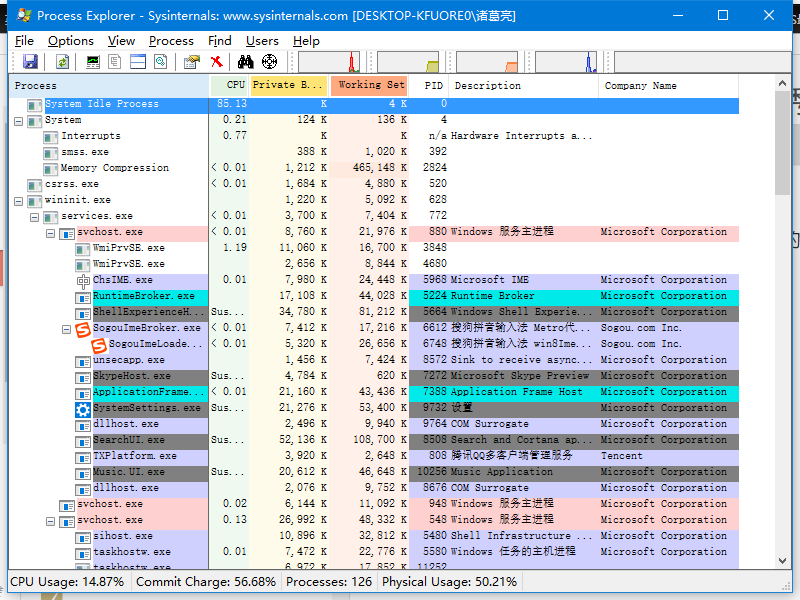 Process Explorer - Sysinternals: www.sysinternals.com [DESKTOP-KFUORE0\诸葛亮]
File Options View Process Find Users Help
Process CPU Private B... Working Set PID Description Company Name
System Idle Process 85.13 K 4 K 0
System 0.21 124 K 136 K 4
Interrupts 0.77 K K n/a Hardware Interrupts a...
smss.exe 388 K 1,020 K 392
Memory Compression < 0.01 1,212 K 465,148 K 2824
csrss.exe < 0.01 1,684 K 4,880 K 520
wininit.exe 1,220 K 5,092 K 628
services.exe < 0.01 3,700 K 7,404 K 772
svchost.exe < 0.01 8,760 K 21,976 K 880 Windows 服务主进程 Microsoft Corporation
WmiPrvSE.exe 1.19 11,060 K 16,700 K 3848
WmiPrvSE.exe 2,656 K 8,844 K 4680
ChsIME.exe 0.01 7,980 K 24,448 K 5968 Microsoft IME Microsoft Corporation
RuntimeBroker.exe 17,108 K 44,028 K 5224 Runtime Broker Microsoft Corporation
ShellExperienceH... Sus... 34,780 K 81,212 K 5664 Windows Shell Experie... Microsoft Corporation
SogouImeBroker.exe < 0.01 7,412 K 17,216 K 6612 搜狗拼音输入法 Metro代... Sogou.com Inc.
SogouImeLoade... < 0.01 5,320 K 26,656 K 6748 搜狗拼音输入法 win8Ime... Sogou.com Inc.
unsecapp.exe 1,456 K 7,424 K 8572 Sink to receive async... Microsoft Corporation
SkypeHost.exe Sus... 4,784 K 620 K 7272 Microsoft Skype Preview Microsoft Corporation
ApplicationFrame... < 0.01 21,160 K 43,436 K 7388 Application Frame Host Microsoft Corporation
SystemSettings.exe Sus... 21,276 K 53,400 K 9732 设置 Microsoft Corporation
dllhost.exe 2,496 K 9,940 K 9764 COM Surrogate Microsoft Corporation
SearchUI.exe Sus... 52,136 K 108,700 K 8508 Search and Cortana ap... Microsoft Corporation
TXPlatform.exe 3,920 K 2,648 K 808 腾讯QQ多客户端管理服务 Tencent
Music.UI.exe Sus... 20,612 K 46,648 K 10256 Music Application Microsoft Corporation
dllhost.exe 2,076 K 9,752 K 8676 COM Surrogate Microsoft Corporation
svchost.exe 0.02 6,144 K 11,092 K 948 Windows 服务主进程 Microsoft Corporation
svchost.exe 0.13 26,992 K 48,332 K 548 Windows 服务主进程 Microsoft Corporation
sihost.exe 10,896 K 32,812 K 5480 Shell Infrastructure ... Microsoft Corporation
taskhostw.exe 0.01 7,472 K 22,776 K 5580 Windows 任务的主机进程 Microsoft Corporation
taskhostw.exe 6,972 K 17,852 K 11252
CPU Usage: 14.87% Commit Charge: 56.68% Processes: 126 Physical Usage: 50.21%